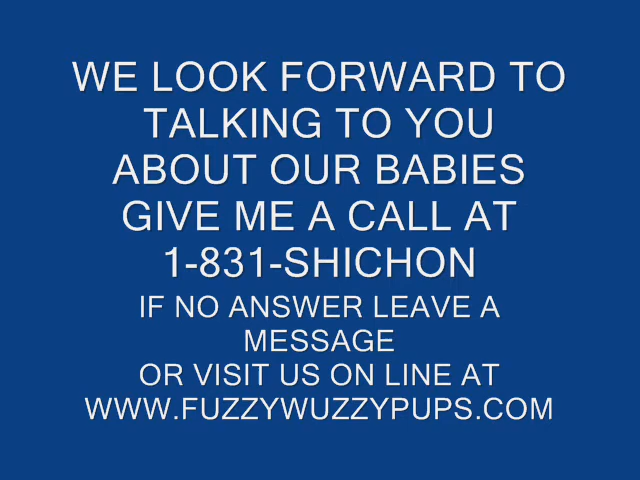 WE LOOK FORWARD TO
TALKING TO YOU
ABOUT OUR BABIES
GIVE ME A CALL AT
1-831-SHICHON
IF NO ANSWER LEAVE A
MESSAGE
OR VISIT US ON LINE AT
WWW.FUZZYWUZZYPUPS.COM